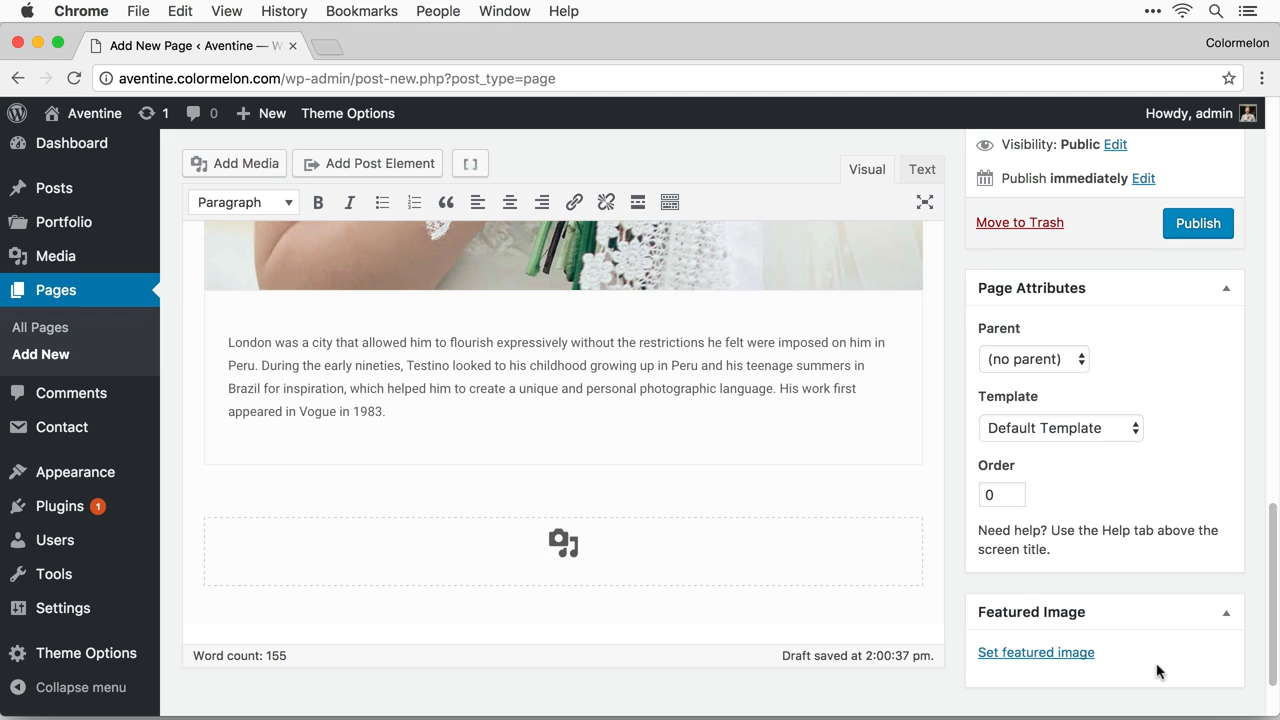 Chrome File Edit View History Bookmarks People Window Help
Add New Page ‹ Aventine — W
Colormelon
aventine.colormelon.com/wp-admin/post-new.php?post_type=page
Aventine 1 0 New Theme Options Howdy, admin
Dashboard
Posts
Portfolio
Media
Pages
All Pages
Add New
Comments
Contact
Appearance
Plugins 1
Users
Tools
Settings
Theme Options
Collapse menu
Add Media Add Post Element [ ]
Visual Text
Paragraph B I
London was a city that allowed him to flourish expressively without the restrictions he felt were imposed on him in
Peru. During the early nineties, Testino looked to his childhood growing up in Peru and his teenage summers in
Brazil for inspiration, which helped him to create a unique and personal photographic language. His work first
appeared in Vogue in 1983.
Word count: 155 Draft saved at 2:00:37 pm.
Visibility: Public Edit
Publish immediately Edit
Move to Trash Publish
Page Attributes
Parent
(no parent)
Template
Default Template
Order
0
Need help? Use the Help tab above the
screen title.
Featured Image
Set featured image